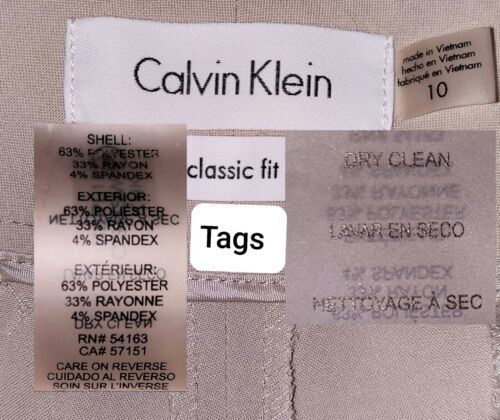 Calvin Klein
made in Vietnam
hecho en Vietnam
fabriqué en Vietnam
10
classic fit
Tags
SHELL:
63% POLYESTER
33% RAYON
4% SPANDEX
EXTERIOR:
63% POLIÉSTER
33% RAYON
4% SPANDEX
EXTÉRIEUR:
63% POLYESTER
33% RAYONNE
4% SPANDEX
RN# 54163
CA# 57151
CARE ON REVERSE
CUIDADO AL REVERSO
SOIN SUR L'INVERSE
DRY CLEAN
LAVAR EN SECO
NETTOYAGE À SEC